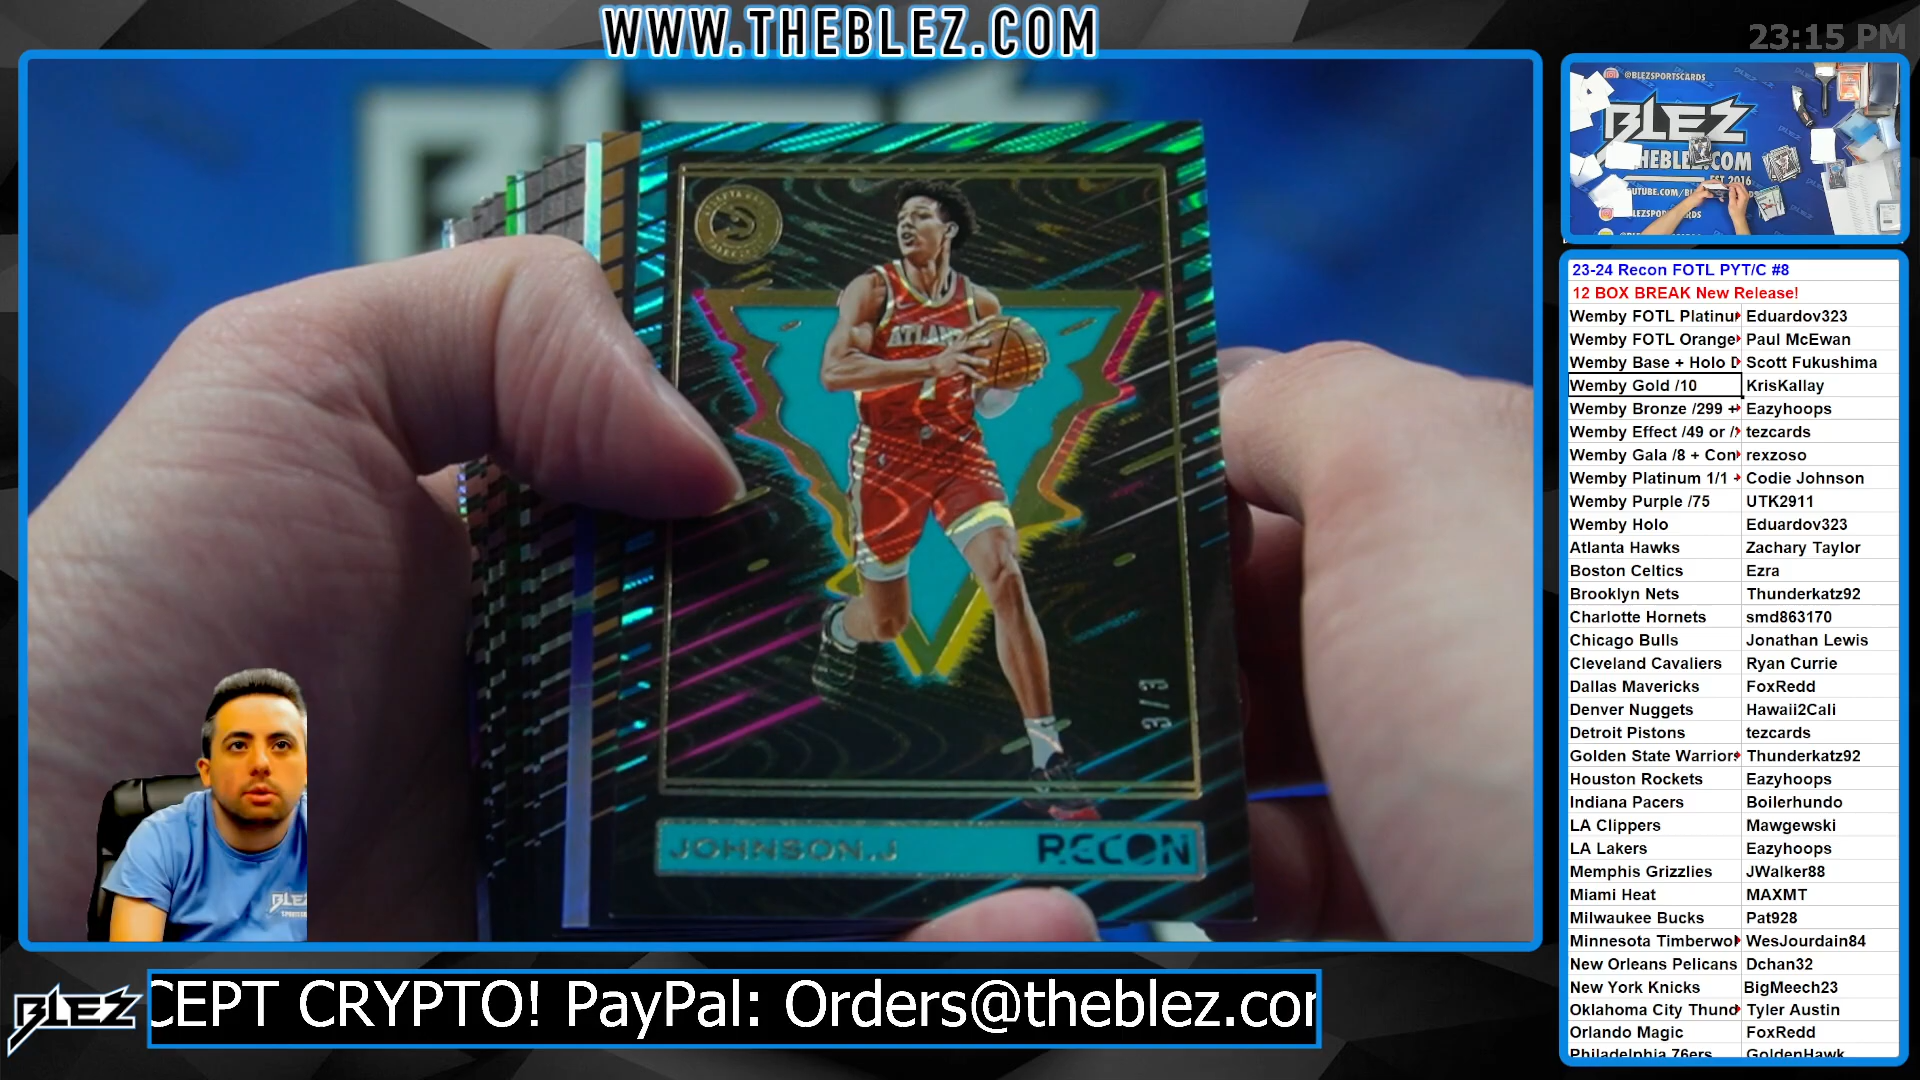 WWW.THEBLEZ.COM
23:15 PM
ATLANTA
1
3/3
JOHNSON.J
RECON
@BLEZSPORTSCARDS
BLEZ
THEBLEZ.COM
EST 2016
23-24 Recon FOTL PYT/C #8
12 BOX BREAK New Release!
Wemby FOTL Platinu Eduardov323
Wemby FOTL Orange Paul McEwan
Wemby Base + Holo D Scott Fukushima
Wemby Gold /10 KrisKallay
Wemby Bronze /299 + Eazyhoops
Wemby Effect /49 or / tezcards
Wemby Gala /8 + Con rexzoso
Wemby Platinum 1/1 + Codie Johnson
Wemby Purple /75 UTK2911
Wemby Holo Eduardov323
Atlanta Hawks Zachary Taylor
Boston Celtics Ezra
Brooklyn Nets Thunderkatz92
Charlotte Hornets smd863170
Chicago Bulls Jonathan Lewis
Cleveland Cavaliers Ryan Currie
Dallas Mavericks FoxRedd
Denver Nuggets Hawaii2Cali
Detroit Pistons tezcards
Golden State Warriors Thunderkatz92
Houston Rockets Eazyhoops
Indiana Pacers Boilerhundo
LA Clippers Mawgewski
LA Lakers Eazyhoops
Memphis Grizzlies JWalker88
Miami Heat MAXMT
Milwaukee Bucks Pat928
Minnesota Timberwol WesJourdain84
New Orleans Pelicans Dchan32
New York Knicks BigMeech23
Oklahoma City Thund Tyler Austin
Orlando Magic FoxRedd
Philadelphia 76ers GoldenHawk
BLEZ
BLEZ
CEPT CRYPTO! PayPal: Orders@theblez.com